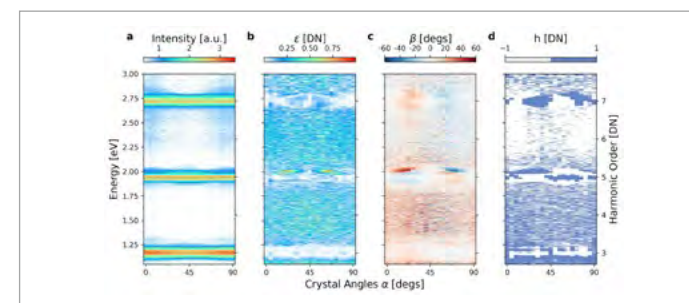 a Intensity [a.u.] b ε [DN] c β [degs] d h [DN]
1 2 3 0.25 0.75 −60 −40 −20 0 20 40 60 −1 1
3.00
2.75 7
2.50
6
2.25
2.00 5
Energy [eV] Harmonic Order [DN]
1.75
4
1.50
1.25 3
0 45 90 0 45 90 0 45 90 0 45 90
Crystal Angles α [degs]